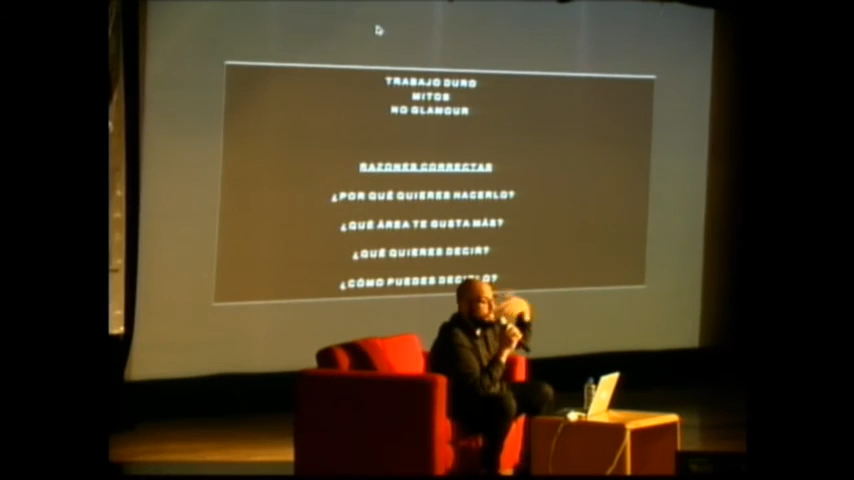 TRABAJO DURO
MITOS
NO GLAMOUR
RAZONES CORRECTAS
¿POR QUÉ QUIERES HACERLO?
¿QUÉ ÁREA TE GUSTA MÁS?
¿QUÉ QUIERES DECIR?
¿CÓMO PUEDES DECIRLO?